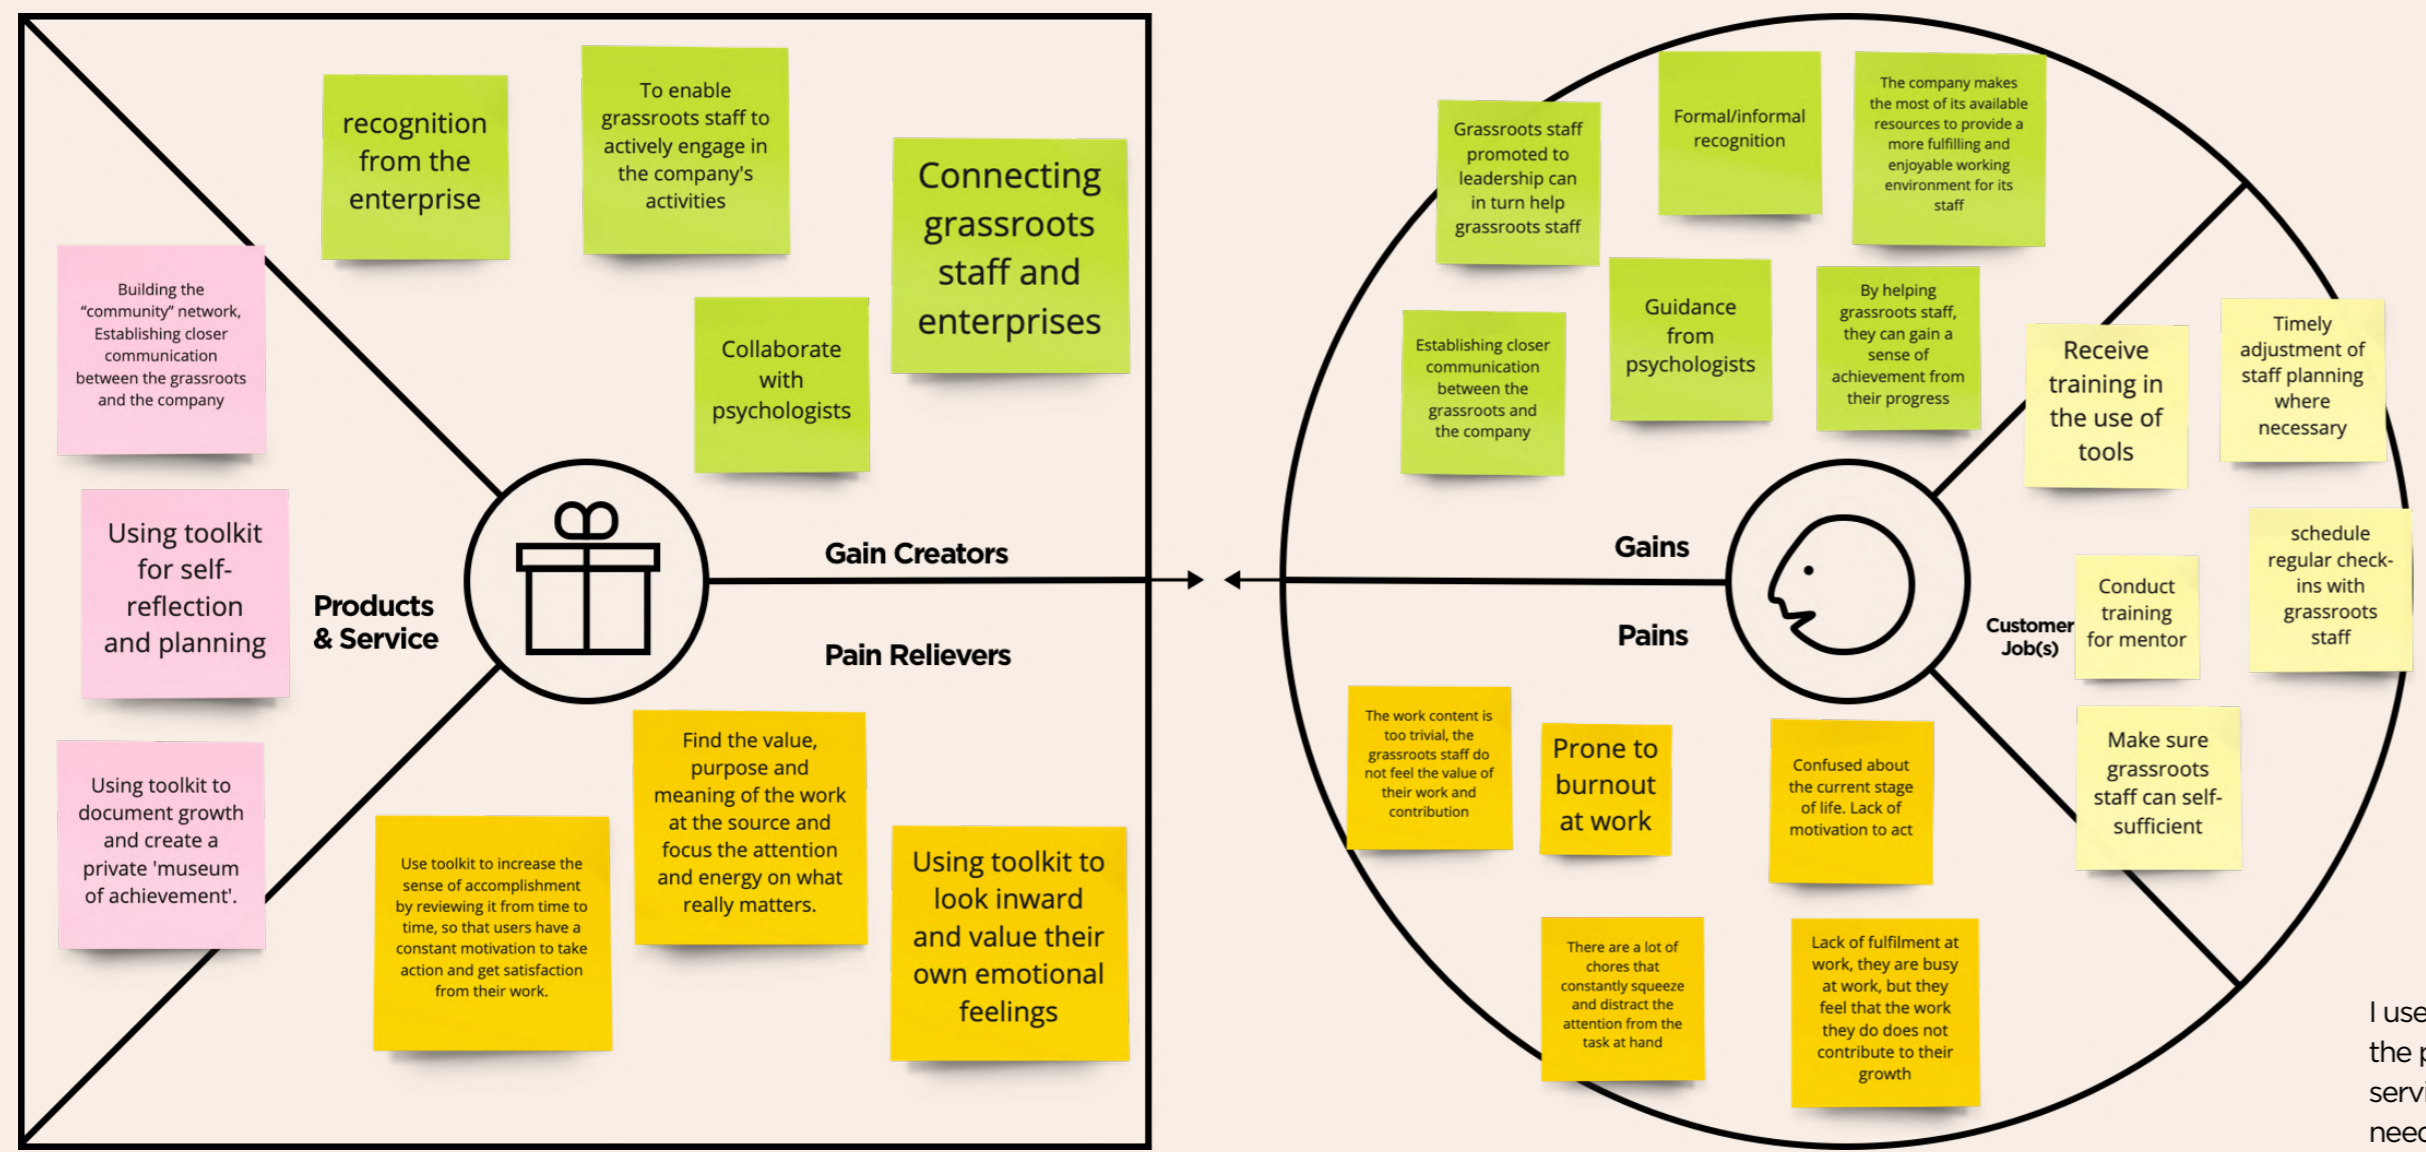 recognition
from the
enterprise
To enable
grassroots staff to
actively engage in
the company's
activities
Connecting
grassroots
staff and
enterprises
Collaborate
with
psychologists
Gain Creators
Building the
“community” network,
Establishing closer
communication
between the grassroots
and the company
Using toolkit
for self-
reflection
and planning
Using toolkit to
document growth
and create a
private 'museum
of achievement'.
Products
& Service
Pain Relievers
Use toolkit to increase the
sense of accomplishment
by reviewing it from time to
time, so that users have a
constant motivation to take
action and get satisfaction
from their work.
Find the value,
purpose and
meaning of the work
at the source and
focus the attention
and energy on what
really matters.
Using toolkit to
look inward
and value their
own emotional
feelings
Grassroots staff
promoted to
leadership can
in turn help
grassroots staff
Formal/informal
recognition
The company makes
the most of its available
resources to provide a
more fulfilling and
enjoyable working
environment for its
staff
Establishing closer
communication
between the
grassroots and
the company
Guidance
from
psychologists
By helping
grassroots staff,
they can gain a
sense of
achievement from
their progress
Gains
Receive
training in
the use of
tools
Timely
adjustment of
staff planning
where
necessary
schedule
regular check-
ins with
grassroots
staff
Conduct
training
for mentor
Customer
Job(s)
Make sure
grassroots
staff can self-
sufficient
Pains
The work content is
too trivial, the
grassroots staff do
not feel the value of
their work and
contribution
Prone to
burnout
at work
Confused about
the current stage
of life. Lack of
motivation to act
There are a lot of
chores that
constantly squeeze
and distract the
attention from the
task at hand
Lack of fulfilment at
work, they are busy
at work, but they
feel that the work
they do does not
contribute to their
growth
I use
the p
servi
need